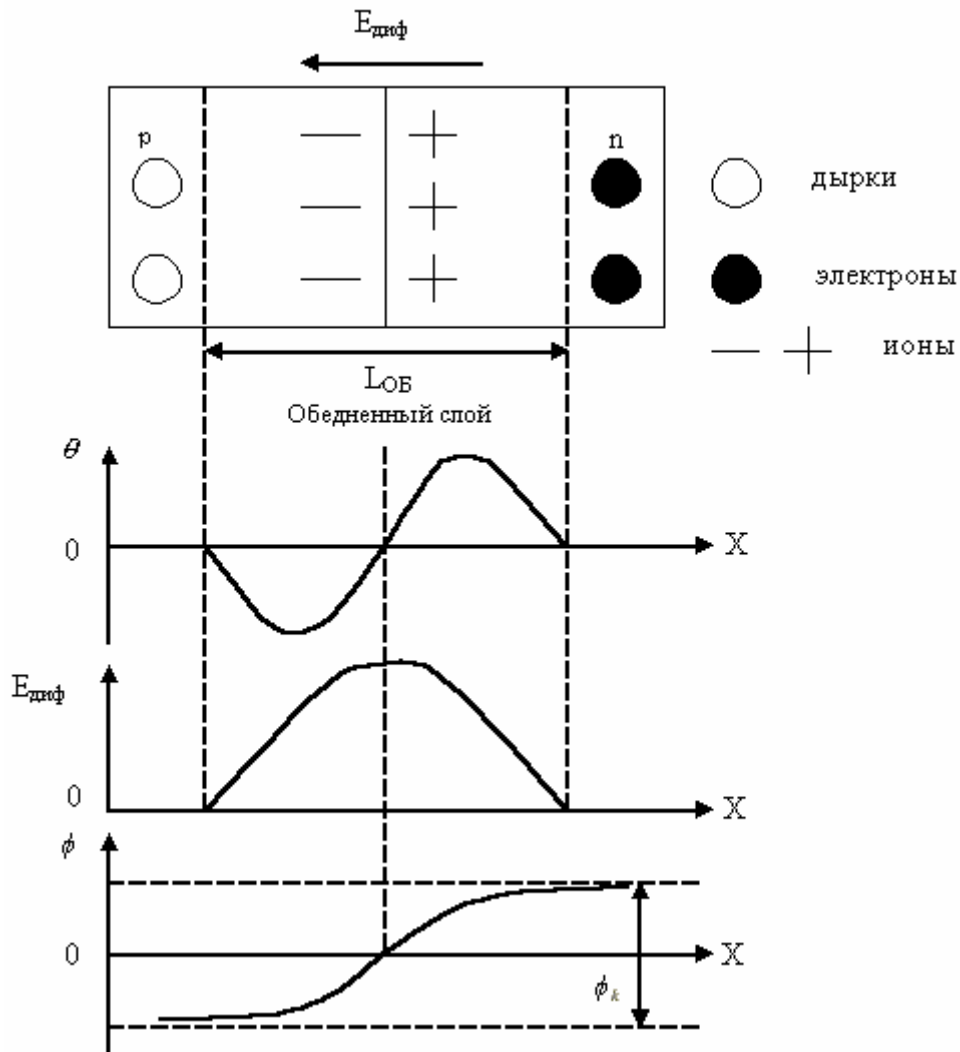 Eдиф
p
n
дырки
электроны
— + ионы
LОБ
Обедненный слой
θ
0
X
Eдиф
0
X
ϕ
0
X
ϕk